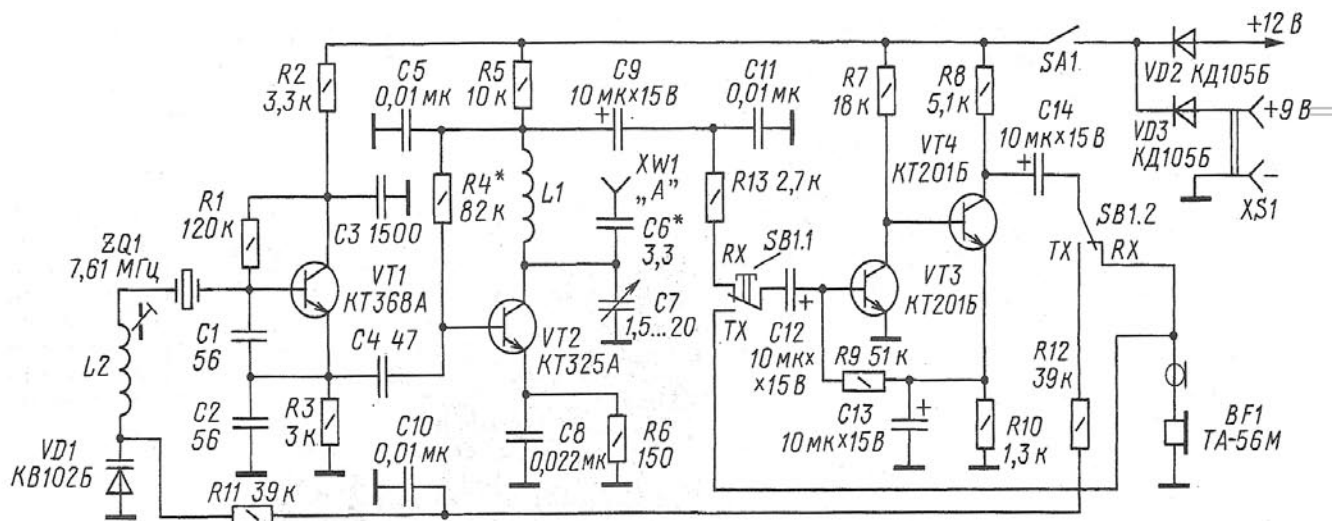 R2
3,3 к
C5
0,01 мк
R5
10 к
C9
10 мк×15 В
+
C11
0,01 мк
R7
18 к
R8
5,1 к
SA1
+12 В
VD2 КД105Б
+9 В
VD3
КД105Б
–
XS1
C14
10 мк×15 В
+
R1
120 к
C3 1500
R4*
82 к
L1
XW1
„А"
C6*
3,3
R13 2,7 к
VT4
КТ201Б
ZQ1
7,61 МГц
VT1
КТ368А
RX
SB1.1
TX
VT3
КТ201Б
SB1.2
TX
RX
L2
C1
56
C4 47
VT2
КТ325А
C7
1,5...20
C12
10 мк×
×15 В
+
R9 51 к
R12
39 к
C2
56
R3
3 к
C10
0,01 мк
C8
0,022 мк
R6
150
C13
10 мк×15 В
+
R10
1,3 к
BF1
ТА-56М
VD1
КВ102Б
R11 39 к